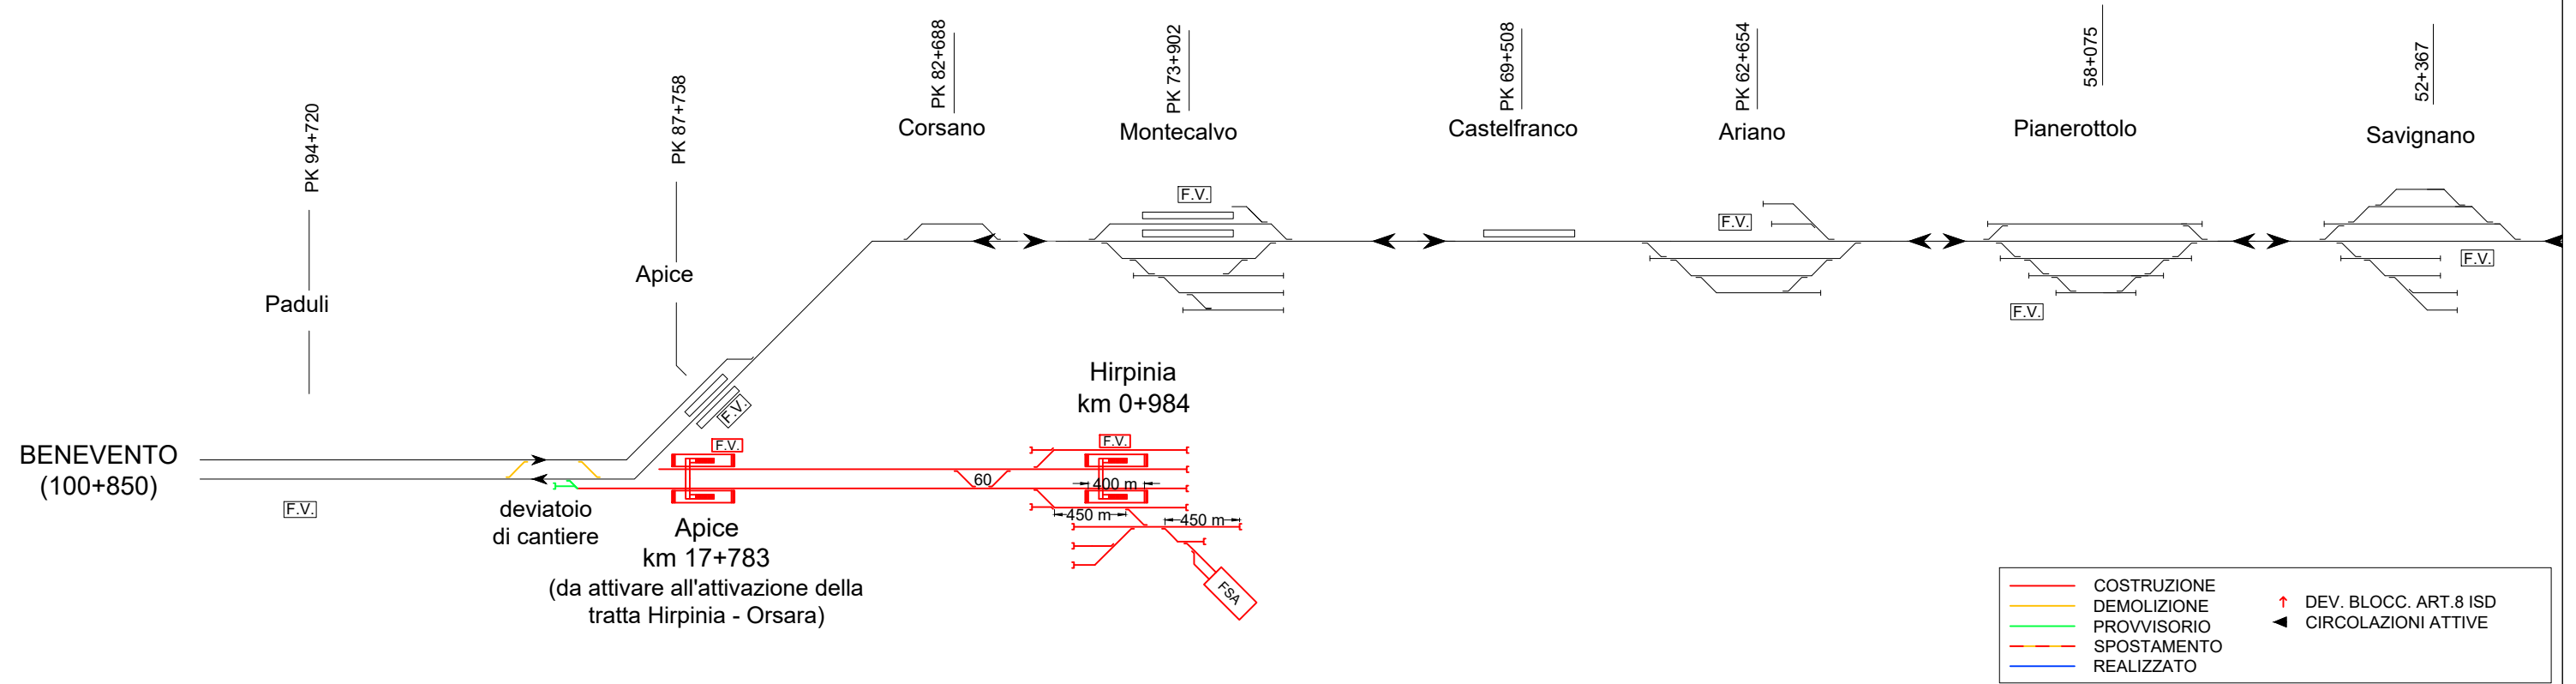 PK 94+720
Paduli
PK 87+758
Apice
PK 82+688
Corsano
PK 73+902
Montecalvo
F.V.
PK 69+508
Castelfranco
PK 62+654
Ariano
F.V.
58+075
Pianerottolo
F.V.
52+367
Savignano
F.V.
F.V.
BENEVENTO
(100+850)
F.V.
deviatoio
di cantiere
F.V.
Apice
km 17+783
(da attivare all'attivazione della
tratta Hirpinia - Orsara)
60
Hirpinia
km 0+984
F.V.
400 m
450 m
450 m
FSA
COSTRUZIONE
DEMOLIZIONE
PROVVISORIO
SPOSTAMENTO
REALIZZATO
DEV. BLOCC. ART.8 ISD
CIRCOLAZIONI ATTIVE